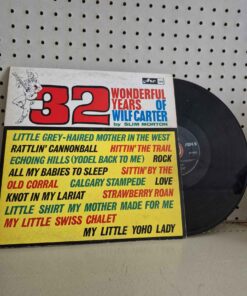 32
WONDERFUL
YEARS OF
WILF CARTER
by SLIM MORTON
LITTLE GREY-HAIRED MOTHER IN THE WEST
RATTLIN' CANNONBALL HITTIN' THE TRAIL
ECHOING HILLS (YODEL BACK TO ME) ROCK
ALL MY BABIES TO SLEEP SITTIN' BY THE
OLD CORRAL CALGARY STAMPEDE LOVE
KNOT IN MY LARIAT STRAWBERRY ROAN
LITTLE SHIRT MY MOTHER MADE FOR ME
MY LITTLE SWISS CHALET
MY LITTLE YOHO LADY